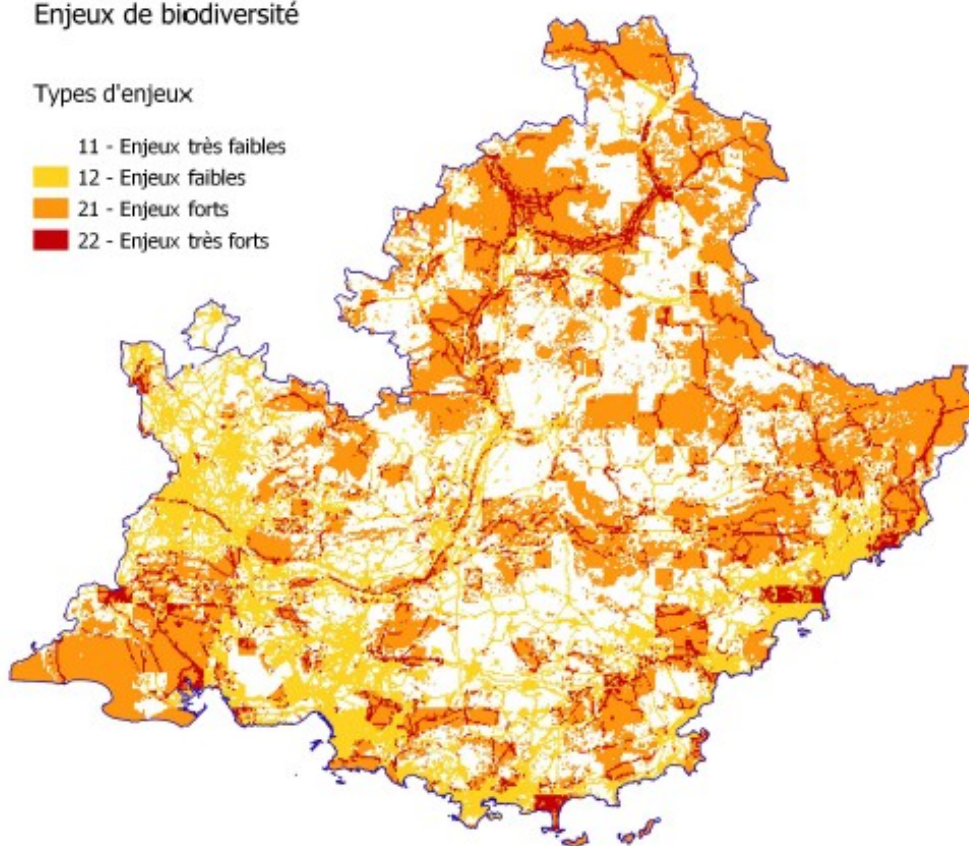 Enjeux de biodiversité
Types d'enjeux
11 - Enjeux très faibles
12 - Enjeux faibles
21 - Enjeux forts
22 - Enjeux très forts